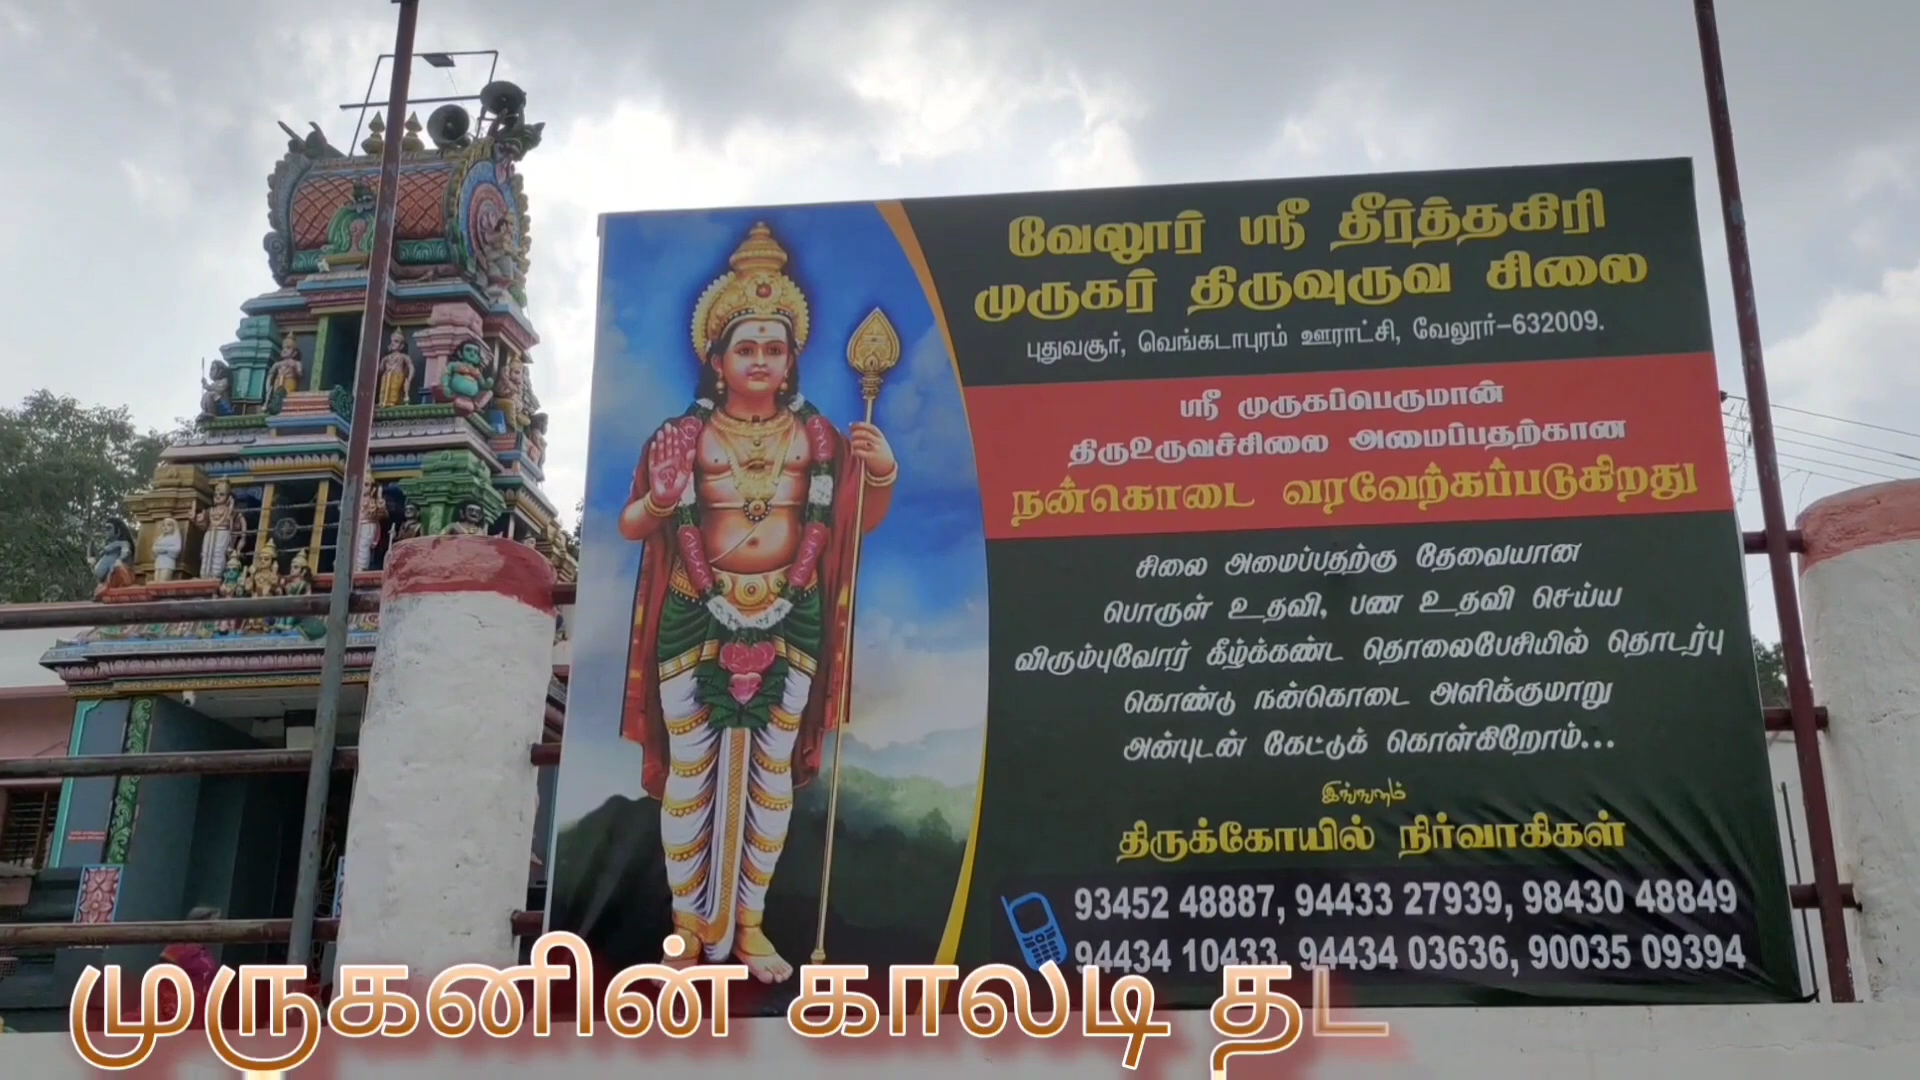 வேலூர் ஸ்ரீ தீர்த்தகிரி
முருகர் திருவுருவ சிலை
புதுவசூர், வெங்கடாபுரம் ஊராட்சி, வேலூர்-632009.
ஸ்ரீ முருகப்பெருமான்
திருஉருவச்சிலை அமைப்பதற்கான
நன்கொடை வரவேற்கப்படுகிறது
சிலை அமைப்பதற்கு தேவையான
பொருள் உதவி, பண உதவி செய்ய
விரும்புவோர் கீழ்க்கண்ட தொலைபேசியில் தொடர்பு
கொண்டு நன்கொடை அளிக்குமாறு
அன்புடன் கேட்டுக் கொள்கிறோம்...
இங்ஙனம்
திருக்கோயில் நிர்வாகிகள்
93452 48887, 94433 27939, 98430 48849
94434 10433, 94434 03636, 90035 09394
முருகனின் காலடி தட